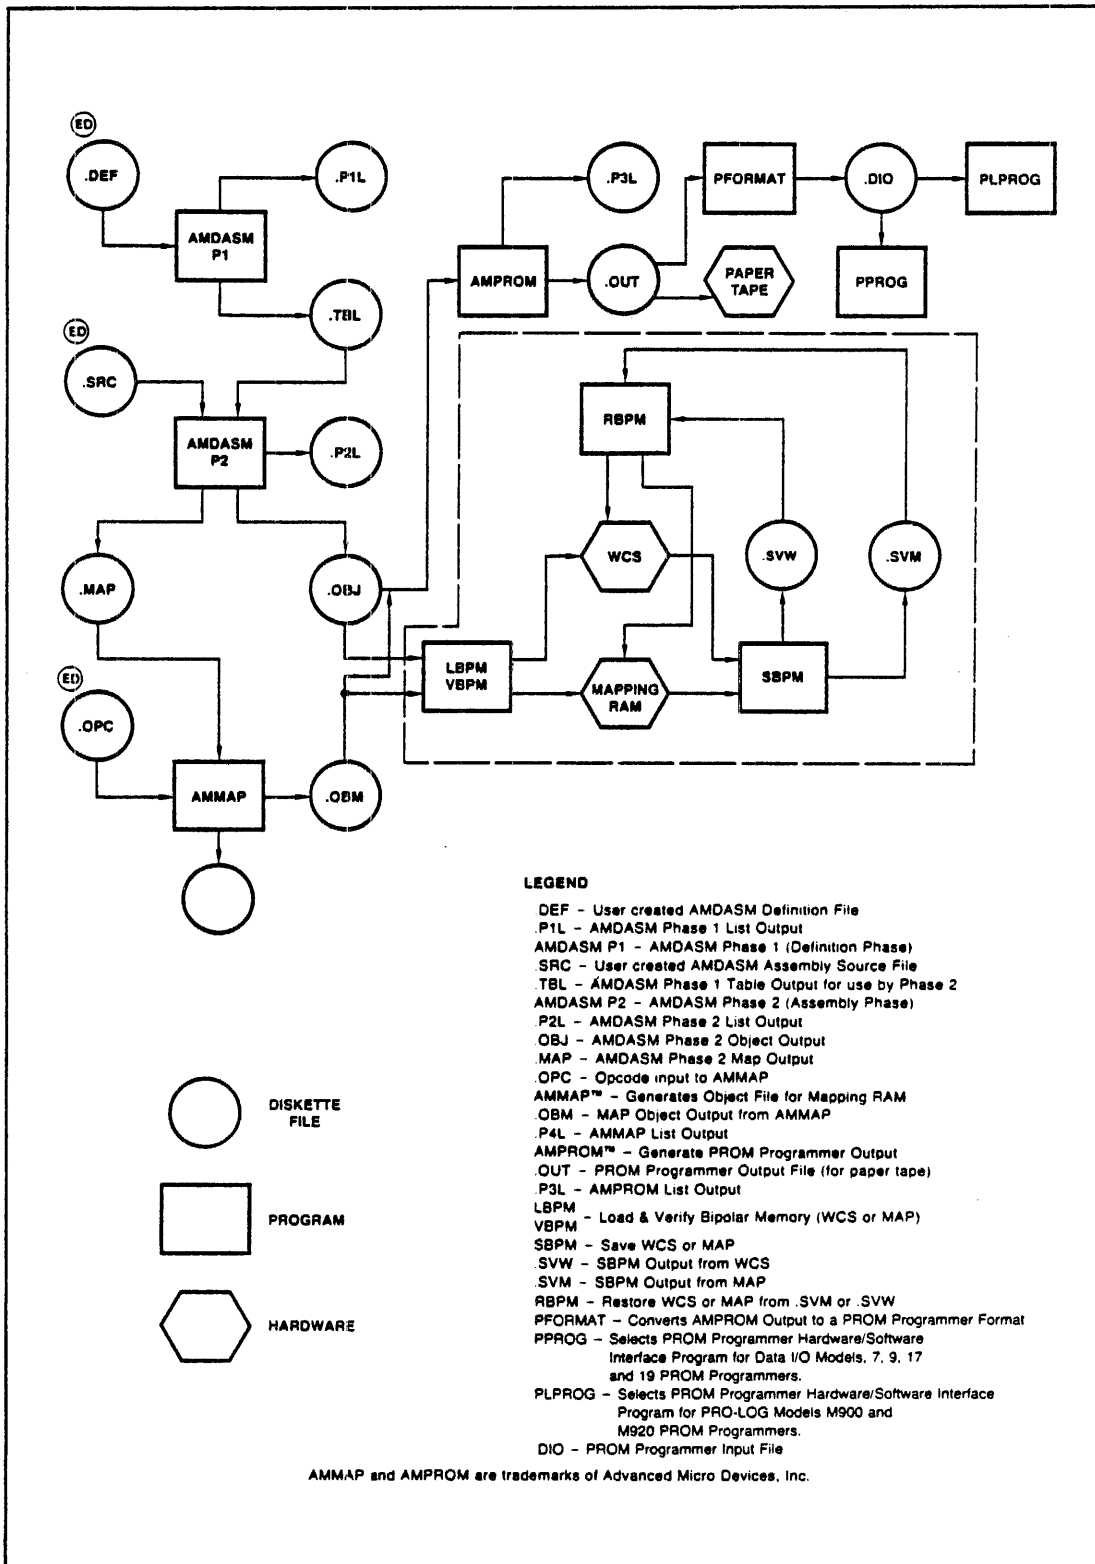 ED
.DEF
.P1L
AMDASM
P1
.P3L
PFORMAT
.DIO
PLPROG
AMPROM
.OUT
PAPER
TAPE
PPROG
.TBL
ED
.SRC
AMDASM
P2
.P2L
RBPM
.MAP
.OBJ
WCS
.SVW
.SVM
LBPM
VBPM
MAPPING
RAM
SBPM
ED
.OPC
AMMAP
.OBM
LEGEND
.DEF – User created AMDASM Definition File
.P1L – AMDASM Phase 1 List Output
AMDASM P1 – AMDASM Phase 1 (Definition Phase)
.SRC – User created AMDASM Assembly Source File
.TBL – AMDASM Phase 1 Table Output for use by Phase 2
AMDASM P2 – AMDASM Phase 2 (Assembly Phase)
.P2L – AMDASM Phase 2 List Output
.OBJ – AMDASM Phase 2 Object Output
.MAP – AMDASM Phase 2 Map Output
.OPC – Opcode input to AMMAP
AMMAP™ – Generates Object File for Mapping RAM
.OBM – MAP Object Output from AMMAP
.P4L – AMMAP List Output
AMPROM™ – Generate PROM Programmer Output
.OUT – PROM Programmer Output File (for paper tape)
.P3L – AMPROM List Output
LBPM
VBPM – Load & Verify Bipolar Memory (WCS or MAP)
SBPM – Save WCS or MAP
.SVW – SBPM Output from WCS
.SVM – SBPM Output from MAP
RBPM – Restore WCS or MAP from .SVM or .SVW
PFORMAT – Converts AMPROM Output to a PROM Programmer Format
PPROG – Selects PROM Programmer Hardware/Software
Interface Program for Data I/O Models, 7, 9, 17
and 19 PROM Programmers.
PLPROG – Selects PROM Programmer Hardware/Software Interface
Program for PRO-LOG Models M900 and
M920 PROM Programmers.
DIO – PROM Programmer Input File
DISKETTE
FILE
PROGRAM
HARDWARE
AMMAP and AMPROM are trademarks of Advanced Micro Devices, Inc.